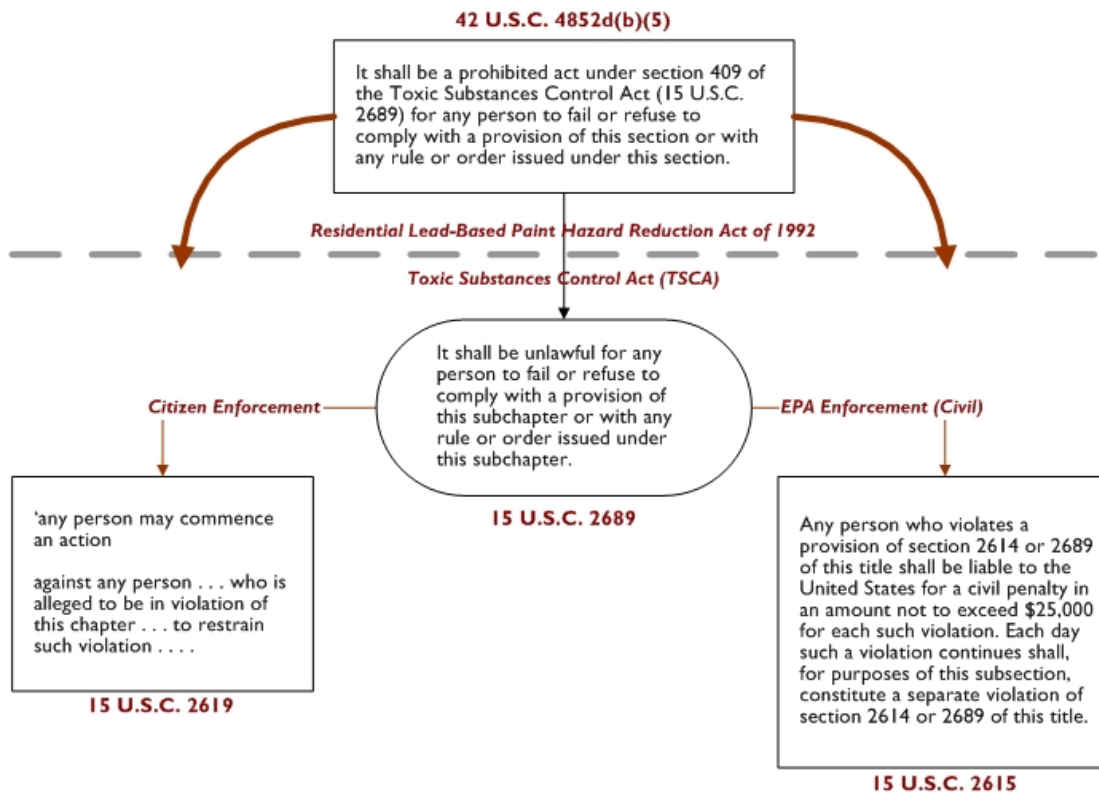 42 U.S.C. 4852d(b)(5)
It shall be a prohibited act under section 409 of
the Toxic Substances Control Act (15 U.S.C.
2689) for any person to fail or refuse to
comply with a provision of this section or with
any rule or order issued under this section.
Residential Lead-Based Paint Hazard Reduction Act of 1992
Toxic Substances Control Act (TSCA)
It shall be unlawful for any
person to fail or refuse to
comply with a provision of
this subchapter or with any
rule or order issued under
this subchapter.
15 U.S.C. 2689
Citizen Enforcement
'any person may commence
an action
against any person . . . who is
alleged to be in violation of
this chapter . . . to restrain
such violation . . . .
15 U.S.C. 2619
EPA Enforcement (Civil)
Any person who violates a
provision of section 2614 or 2689
of this title shall be liable to the
United States for a civil penalty in
an amount not to exceed $25,000
for each such violation. Each day
such a violation continues shall,
for purposes of this subsection,
constitute a separate violation of
section 2614 or 2689 of this title.
15 U.S.C. 2615